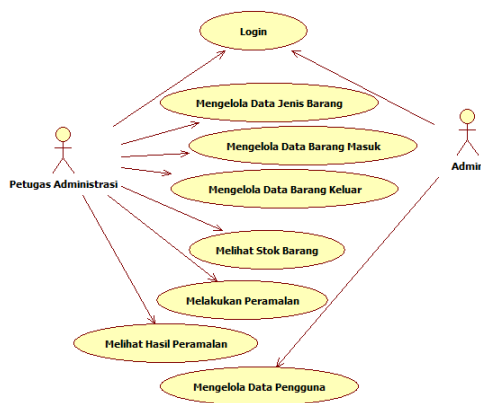 Login
Mengelola Data Jenis Barang
Mengelola Data Barang Masuk
Petugas Administrasi
Admin
Mengelola Data Barang Keluar
Melihat Stok Barang
Melakukan Peramalan
Melihat Hasil Peramalan
Mengelola Data Pengguna